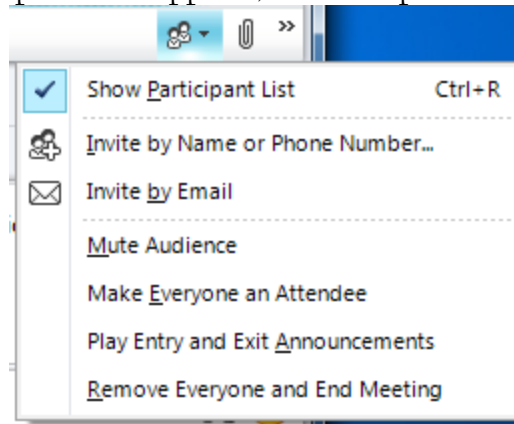 »
Show Participant List Ctrl+R
Invite by Name or Phone Number...
Invite by Email
Mute Audience
Make Everyone an Attendee
Play Entry and Exit Announcements
Remove Everyone and End Meeting